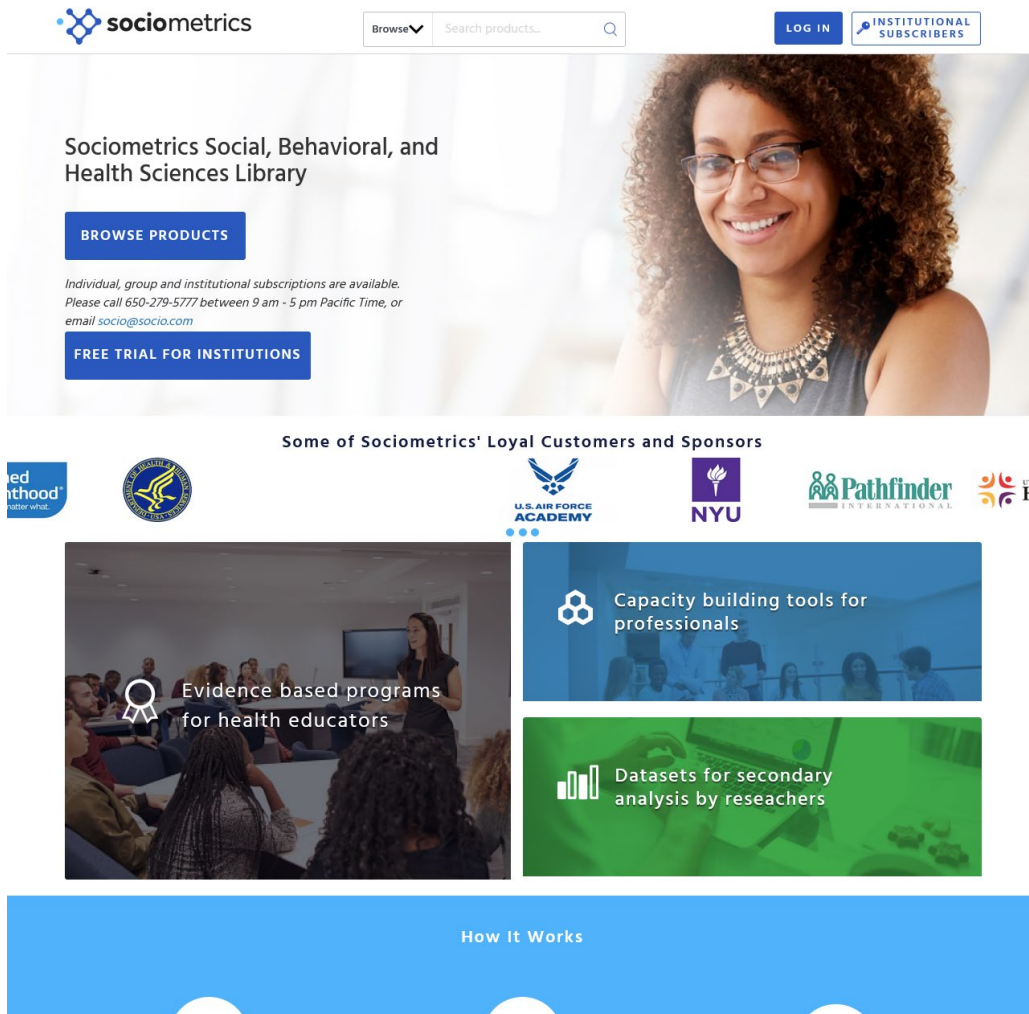 sociometrics
Browse
Search products...
LOG IN
INSTITUTIONAL
SUBSCRIBERS
Sociometrics Social, Behavioral, and
Health Sciences Library
BROWSE PRODUCTS
Individual, group and institutional subscriptions are available.
Please call 650-279-5777 between 9 am - 5 pm Pacific Time, or
email socio@socio.com
FREE TRIAL FOR INSTITUTIONS
Some of Sociometrics' Loyal Customers and Sponsors
U.S. AIR FORCE
ACADEMY
NYU
Pathfinder
INTERNATIONAL
Evidence based programs
for health educators
Capacity building tools for
professionals
Datasets for secondary
analysis by reseachers
How It Works